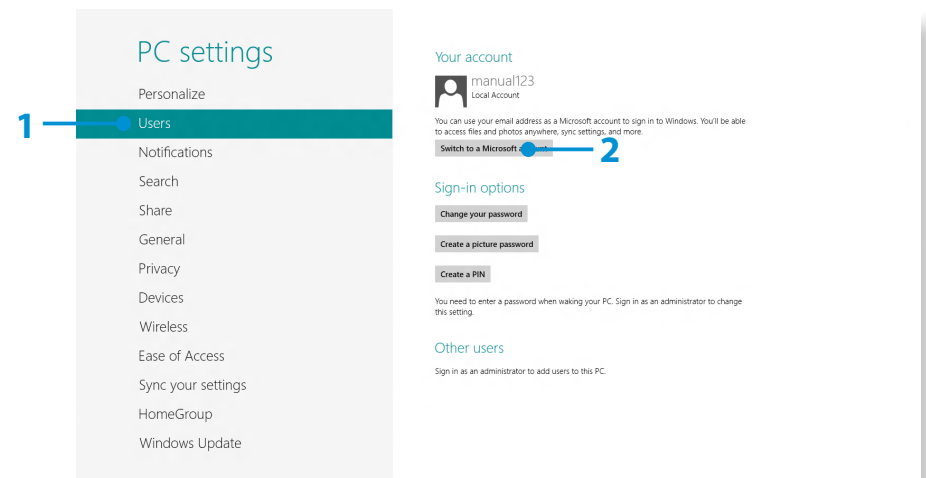 PC settings
Personalize
1
Users
Notifications
Search
Share
General
Privacy
Devices
Wireless
Ease of Access
Sync your settings
HomeGroup
Windows Update
Your account
manual123
Local Account
You can use your email address as a Microsoft account to sign in to Windows. You'll be able
to access files and photos anywhere, sync settings, and more.
Switch to a Microsoft
2
Sign-in options
Change your password
Create a picture password
Create a PIN
You need to enter a password when waking your PC. Sign in as an administrator to change
this setting.
Other users
Sign in as an administrator to add users to this PC.